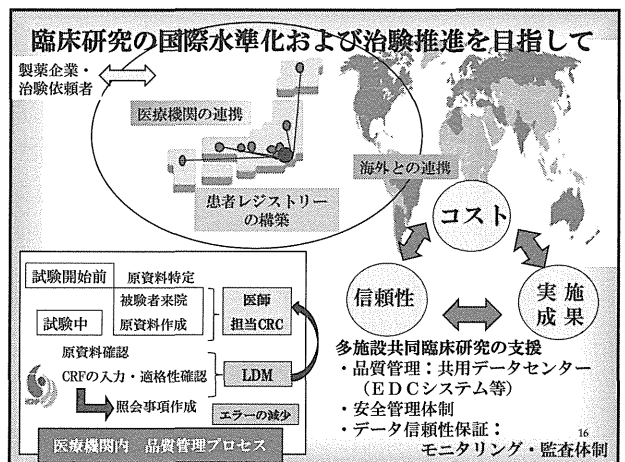 臨床研究の国際水準化および治験推進を目指して
製薬企業・
治験依頼者
医療機関の連携
海外との連携
患者レジストリー
の構築
コスト
信頼性
実 施
成果
試験開始前
原資料特定
被験者来院
試験中
原資料作成
医師
担当CRC
原資料確認
CRFの入力・適格性確認
LDM
照会事項作成
エラーの減少
医療機関内 品質管理プロセス
多施設共同臨床研究の支援
・品質管理：共用データセンター
（EDCシステム等）
・安全管理体制
・データ信頼性保証：
モニタリング・監査体制
16